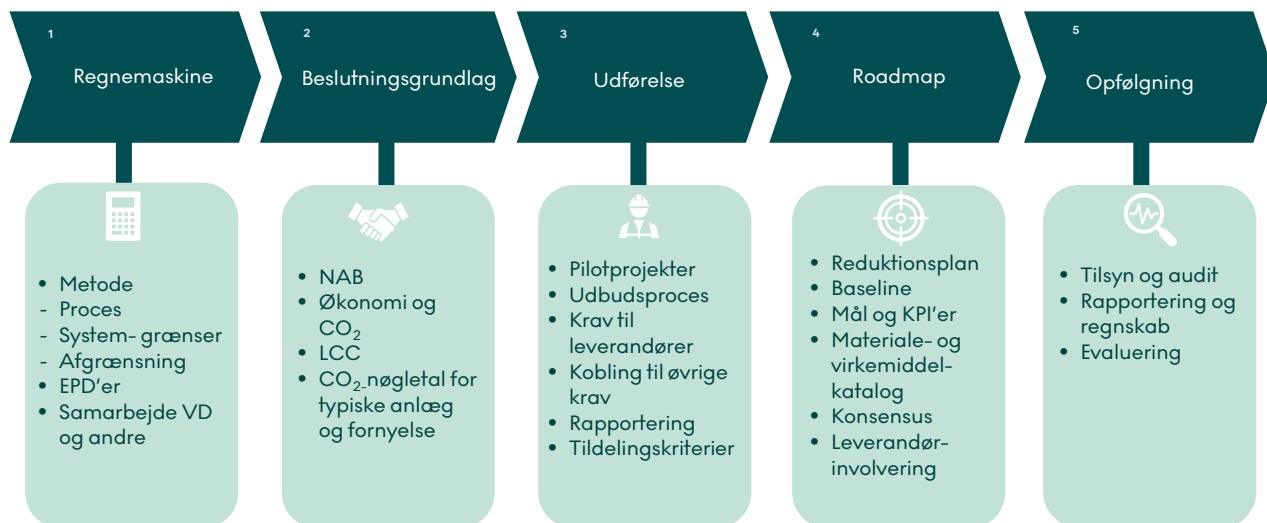 1
Regnemaskine
2
Beslutningsgrundlag
3
Udførelse
4
Roadmap
5
Opfølgning
• Metode
- Proces
- System- grænser
- Afgrænsning
• EPD'er
• Samarbejde VD
og andre
• NAB
• Økonomi og
CO₂
• LCC
• CO₂-nøgletal for
typiske anlæg
og fornyelse
• Pilotprojekter
• Udbudsproces
• Krav til
leverandører
• Kobling til øvrige
krav
• Rapportering
• Tildelingskriterier
• Reduktionsplan
• Baseline
• Mål og KPI'er
• Materiale- og
virkemiddel-
katalog
• Konsensus
• Leverandør-
involvering
• Tilsyn og audit
• Rapportering og
regnskab
• Evaluering